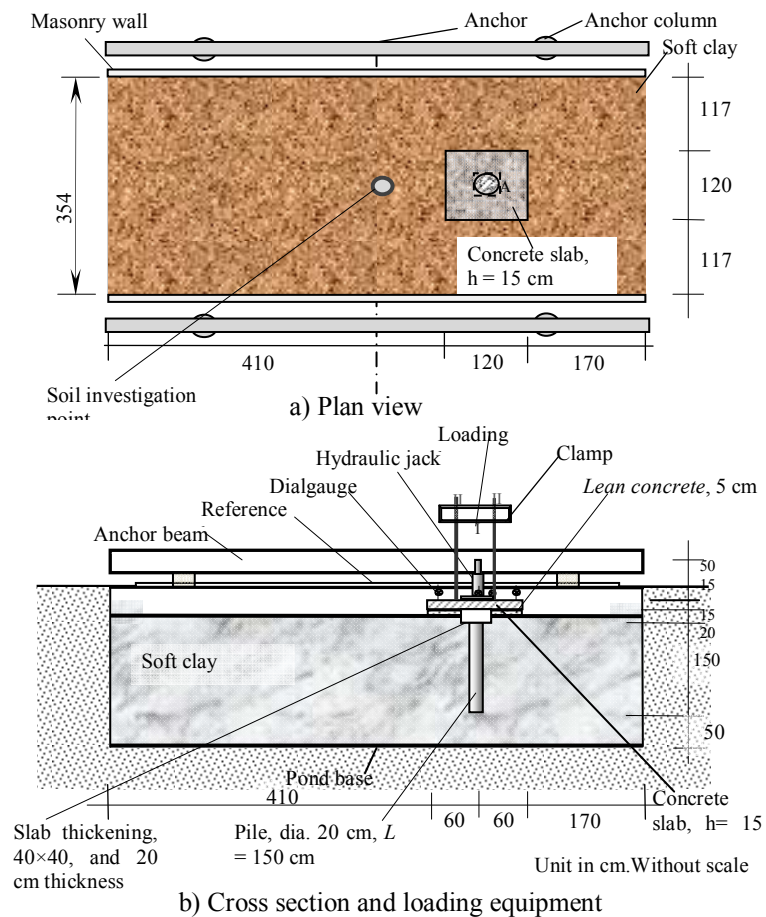 Masonry wall
Anchor
Anchor column
Soft clay
117
354
120
A
Concrete slab,
h = 15 cm
117
410
120
170
Soil investigation
point
a) Plan view
Loading
Hydraulic jack
Clamp
Dialgauge
Lean concrete, 5 cm
Reference
Anchor beam
50
15
15
20
Soft clay
150
50
Pond base
410
60
60
170
Concrete
slab, h= 15
Slab thickening,
40×40, and 20
cm thickness
Pile, dia. 20 cm, L
= 150 cm
Unit in cm.Without scale
b) Cross section and loading equipment